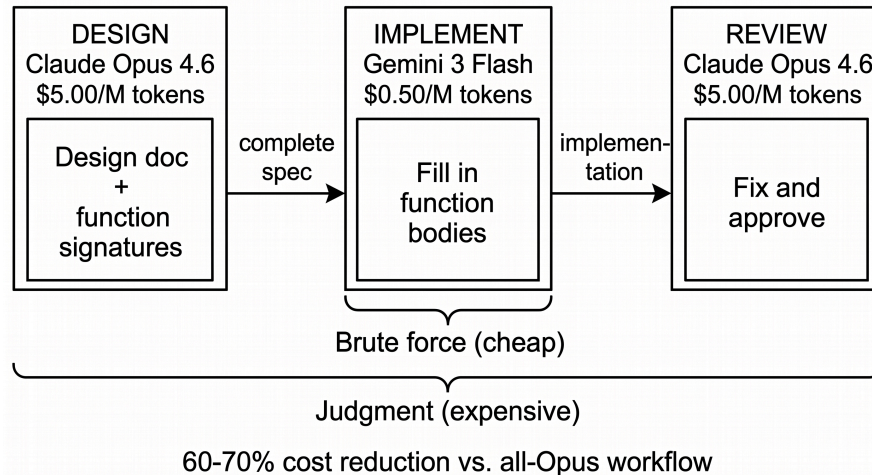 DESIGN
Claude Opus 4.6
$5.00/M tokens
Design doc
+
function
signatures
complete
spec
IMPLEMENT
Gemini 3 Flash
$0.50/M tokens
Fill in
function
bodies
implemen-
tation
REVIEW
Claude Opus 4.6
$5.00/M tokens
Fix and
approve
Brute force (cheap)
Judgment (expensive)
60-70% cost reduction vs. all-Opus workflow